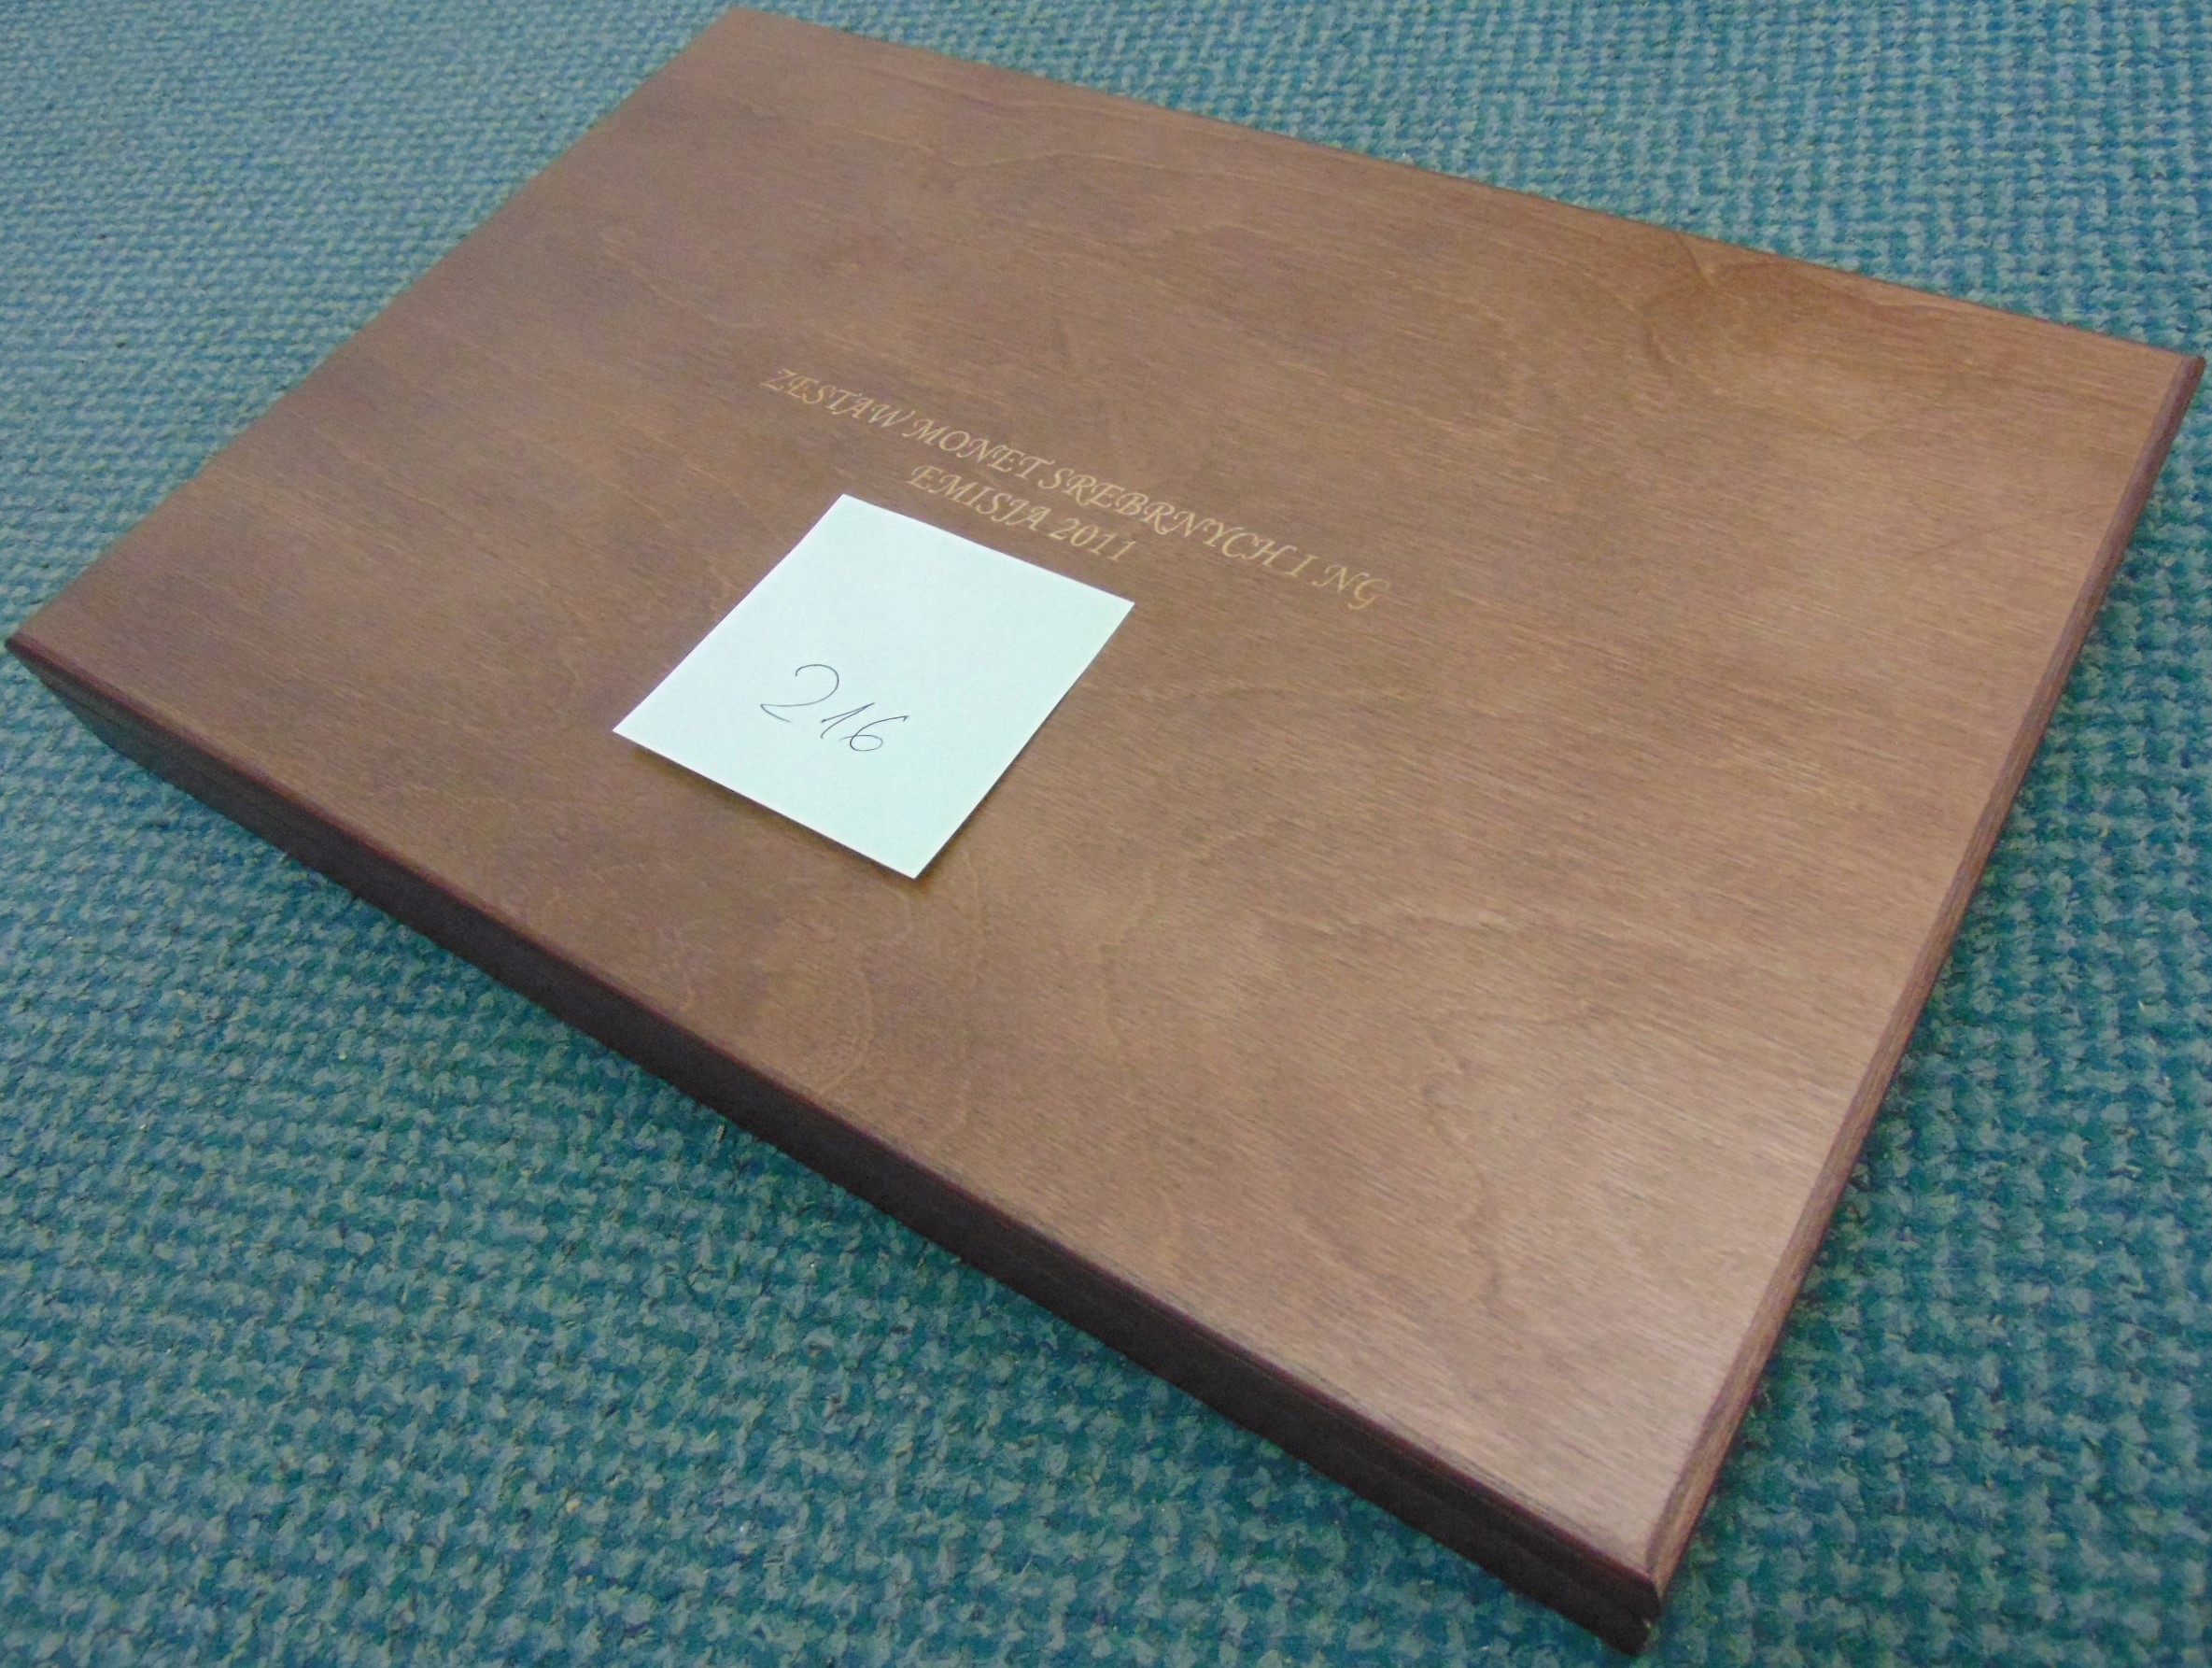 ZESTAW MONET SREBRNYCH I NG
EMISJA 2011
216